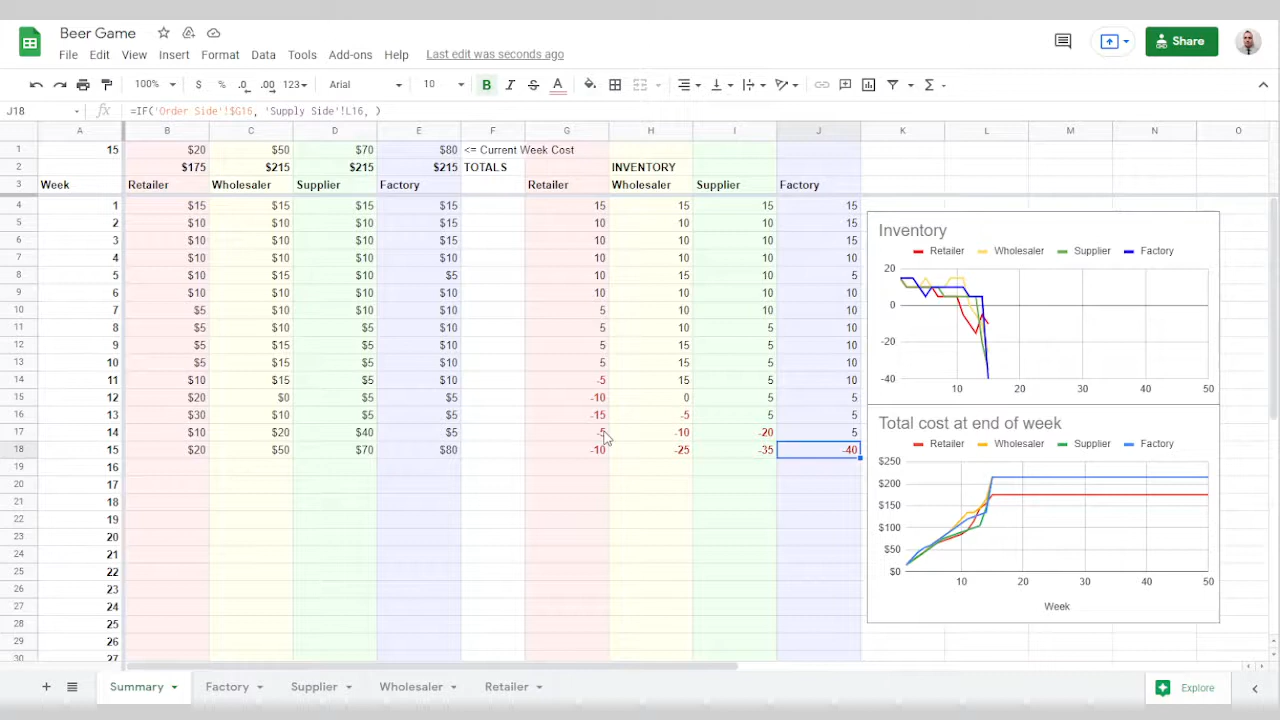 Beer Game
File Edit View Insert Format Data Tools Add-ons Help Last edit was seconds ago
Share
100% $ % .0 .00 123 Arial 10 B I S A Σ
J18 fx =IF('Order Side'!$G16, 'Supply Side'!L16, )
A B C D E F G H I J K L M N O
1 15 $20 $50 $70 $80 <= Current Week Cost
2 $175 $215 $215 $215 TOTALS INVENTORY
3 Week Retailer Wholesaler Supplier Factory Retailer Wholesaler Supplier Factory
4 1 $15 $15 $15 $15 15 15 15 15
5 2 $10 $10 $10 $15 10 10 10 15
6 3 $10 $10 $10 $15 10 10 10 15
7 4 $10 $10 $10 $10 10 10 10 10
8 5 $10 $15 $10 $5 10 15 10 5
9 6 $10 $10 $10 $10 10 10 10 10
10 7 $5 $10 $10 $10 5 10 10 10
11 8 $5 $10 $5 $10 5 10 5 10
12 9 $5 $15 $5 $10 5 15 5 10
13 10 $5 $15 $5 $10 5 15 5 10
14 11 $10 $15 $5 $10 -5 15 5 10
15 12 $20 $0 $5 $5 -10 0 5 5
16 13 $30 $10 $5 $5 -15 -5 5 5
17 14 $10 $20 $40 $5 -5 -10 -20 5
18 15 $20 $50 $70 $80 -10 -25 -35 -40
19 16
20 17
21 18
22 19
23 20
24 21
25 22
26 23
27 24
28 25
29 26
30 27
Inventory
Retailer Wholesaler Supplier Factory
20
0
-20
-40
10 20 30 40 50
Total cost at end of week
Retailer Wholesaler Supplier Factory
$250
$200
$150
$100
$50
$0
10 20 30 40 50
Week
+ Summary Factory Supplier Wholesaler Retailer
Explore